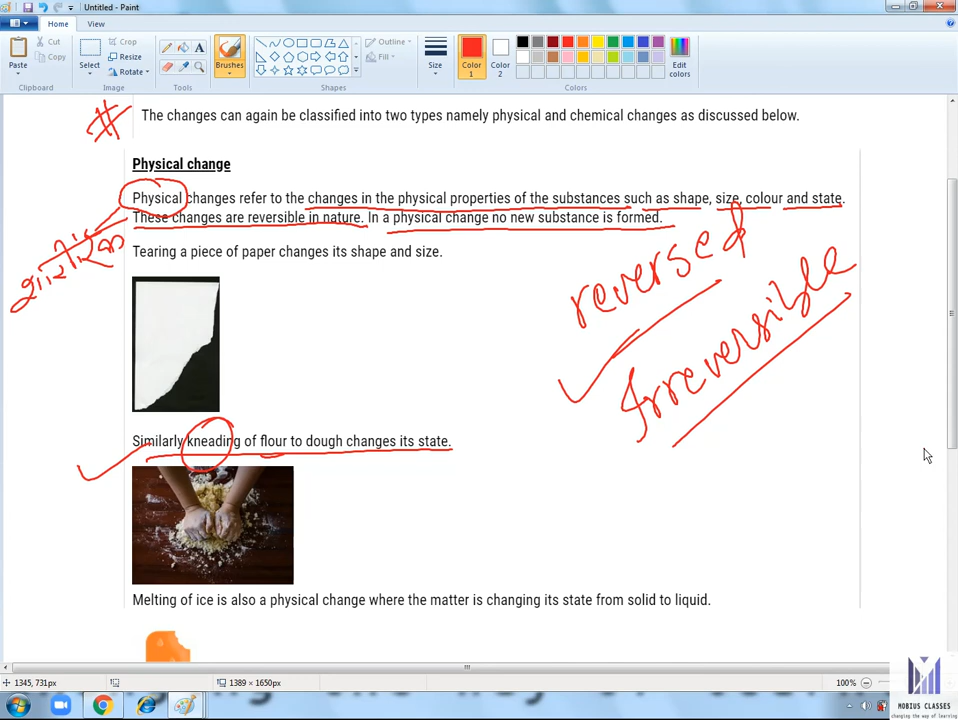 Untitled - Paint
Home
View
Paste
Cut
Copy
Clipboard
Select
Crop
Resize
Rotate
Image
Tools
Brushes
Shapes
Outline
Fill
Size
Color 1
Color 2
Colors
Edit colors
The changes can again be classified into two types namely physical and chemical changes as discussed below.
Physical change
Physical changes refer to the changes in the physical properties of the substances such as shape, size, colour and state.
These changes are reversible in nature. In a physical change no new substance is formed.
Tearing a piece of paper changes its shape and size.
reversed
Irreversible
Similarly kneading of flour to dough changes its state.
Melting of ice is also a physical change where the matter is changing its state from solid to liquid.
1345, 731px
1389 × 1650px
100%
MOBIUS CLASSES
changing the way of learning